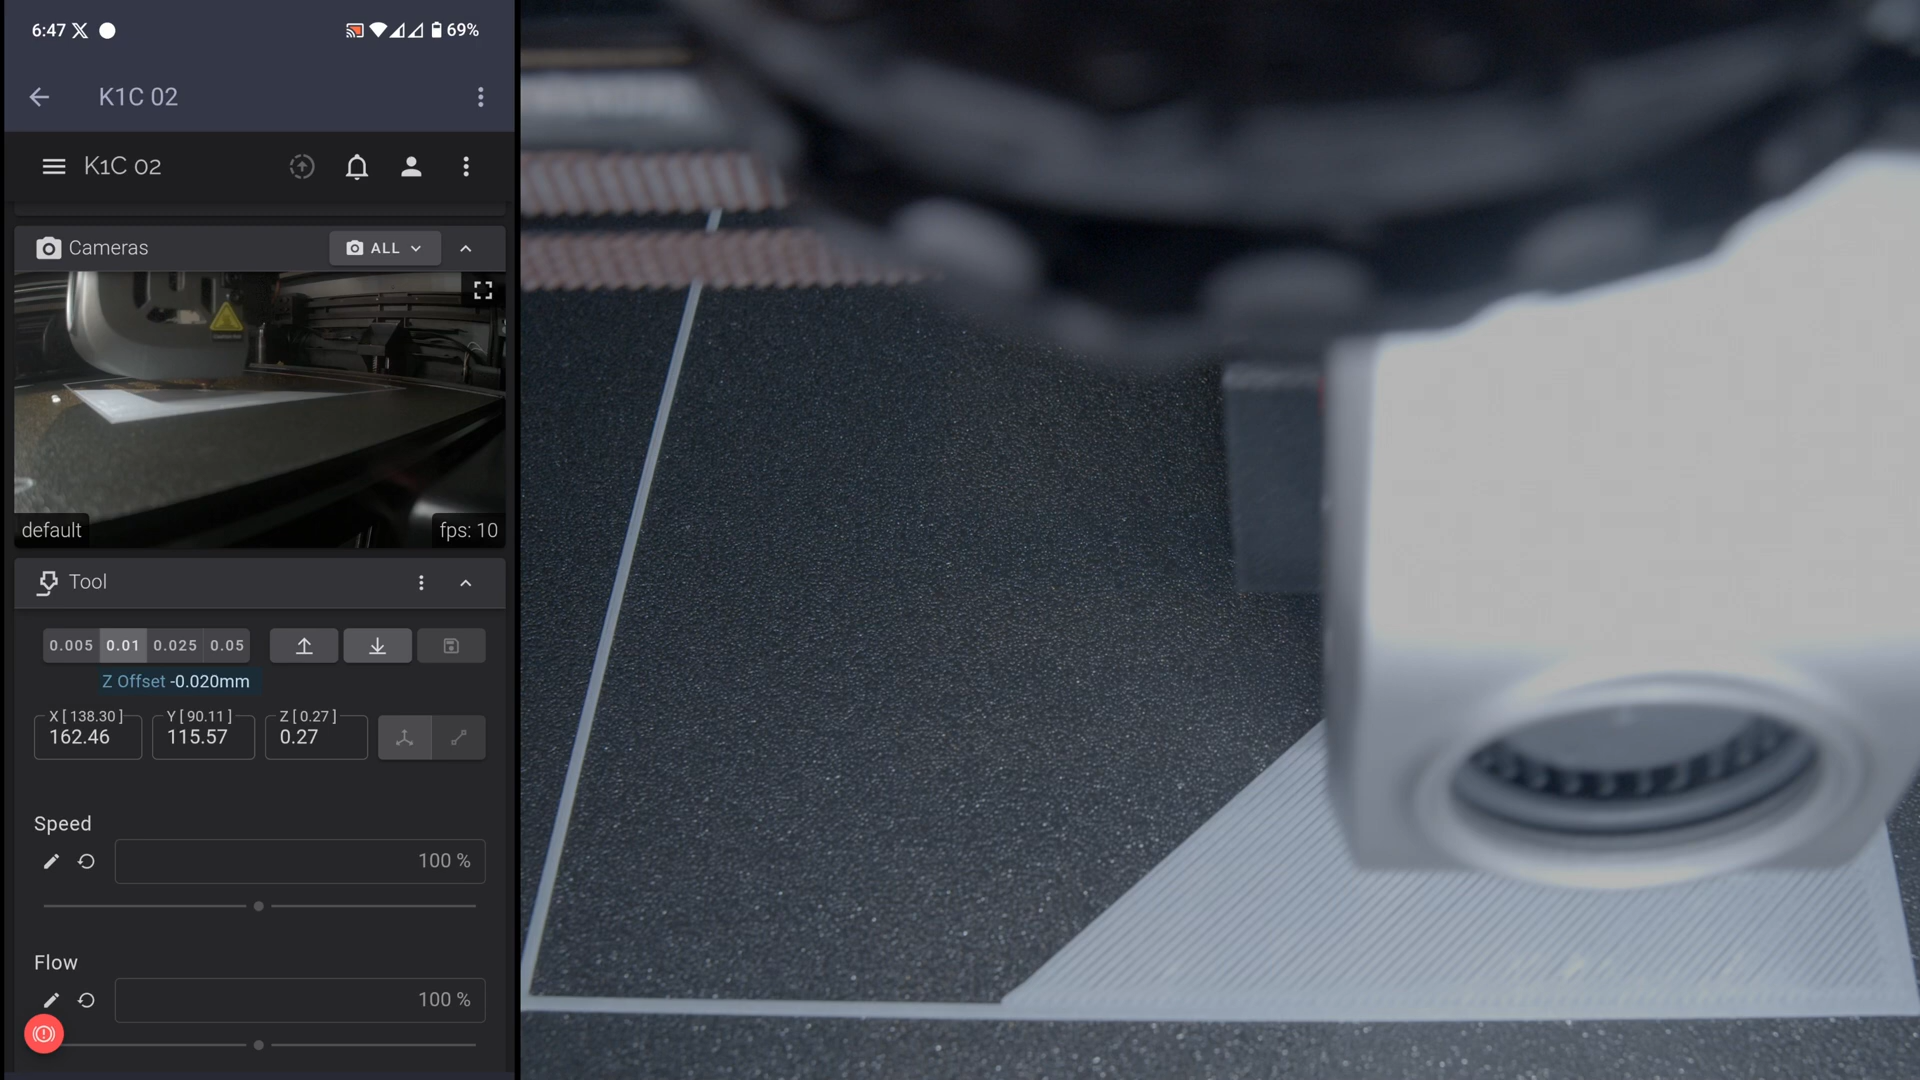 6:47 69%
K1C 02
K1C 02
Cameras ALL
default fps: 10
Tool
0.005 0.01 0.025 0.05
Z Offset -0.020mm
X [ 138.30 ] Y [ 90.11 ] Z [ 0.27 ]
162.46 115.57 0.27
Speed
100 %
Flow
100 %